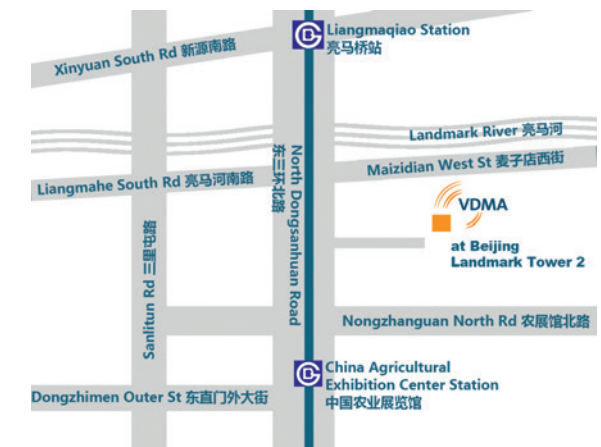 Liangmaqiao Station
亮马桥站
Xinyuan South Rd 新源南路
Landmark River 亮马河
Maizidian West St 麦子店西街
Liangmahe South Rd 亮马河南路
North Dongsanhuan Road
东三环北路
VDMA
at Beijing
Landmark Tower 2
Sanlitun Rd 三里屯路
Nongzhanguan North Rd 农展馆北路
China Agricultural
Exhibition Center Station
中国农业展览馆
Dongzhimen Outer St 东直门外大街